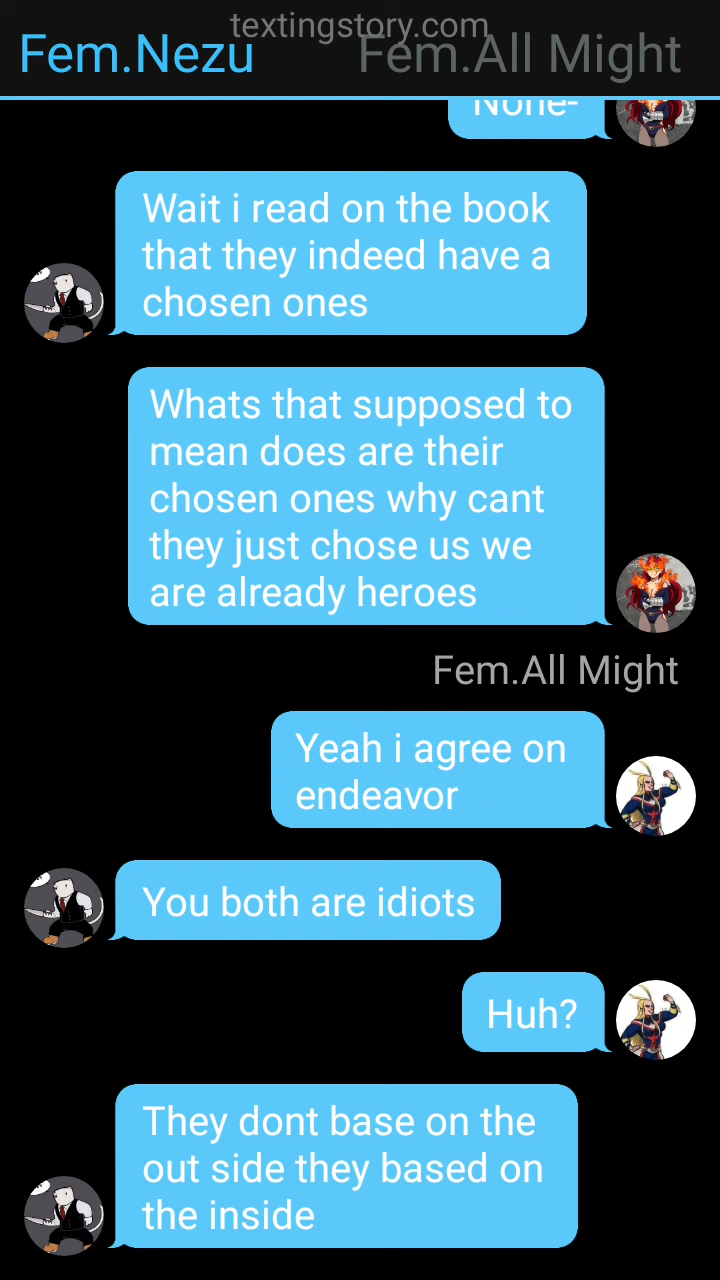 textingstory.com
Fem.Nezu
Fem.All Might
None-
Wait i read on the book
that they indeed have a
chosen ones
Whats that supposed to
mean does are their
chosen ones why cant
they just chose us we
are already heroes
Fem.All Might
Yeah i agree on
endeavor
You both are idiots
Huh?
They dont base on the
out side they based on
the inside